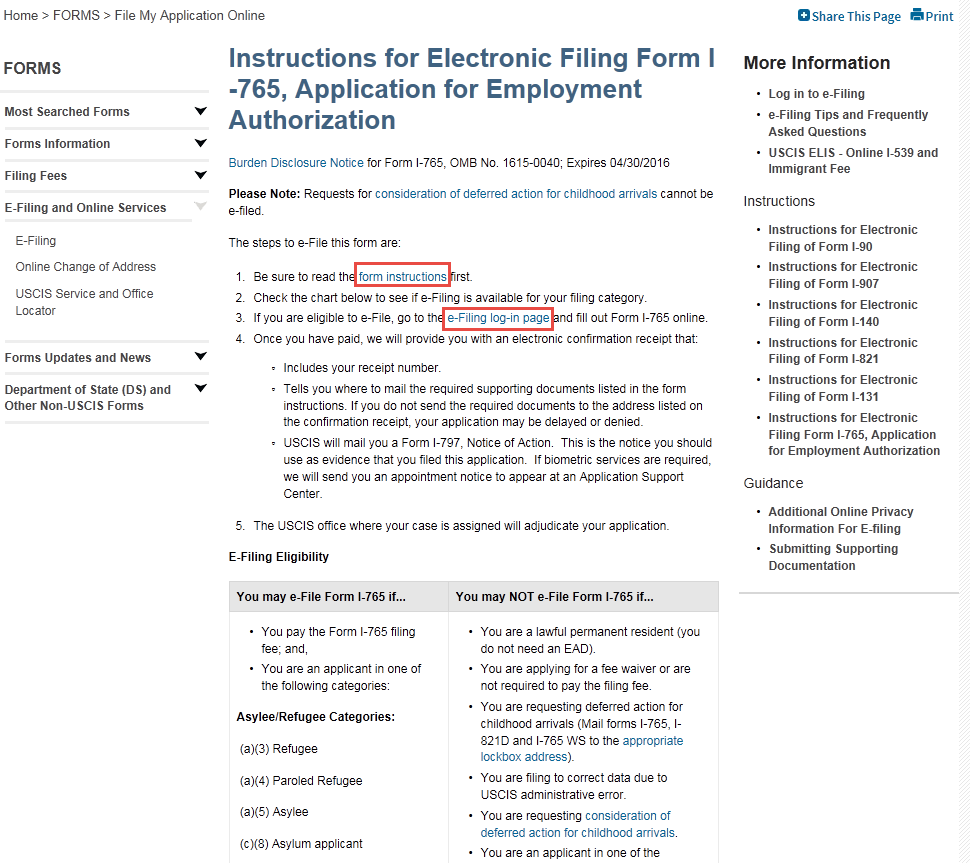 Home > FORMS > File My Application Online
Share This Page Print
FORMS
Most Searched Forms
Forms Information
Filing Fees
E-Filing and Online Services
E-Filing
Online Change of Address
USCIS Service and Office
Locator
Forms Updates and News
Department of State (DS) and
Other Non-USCIS Forms
Instructions for Electronic Filing Form I
-765, Application for Employment
Authorization
Burden Disclosure Notice for Form I-765, OMB No. 1615-0040; Expires 04/30/2016
Please Note: Requests for consideration of deferred action for childhood arrivals cannot be
e-filed.
The steps to e-File this form are:
1. Be sure to read the form instructions first.
2. Check the chart below to see if e-Filing is available for your filing category.
3. If you are eligible to e-File, go to the e-Filing log-in page and fill out Form I-765 online.
4. Once you have paid, we will provide you with an electronic confirmation receipt that:
Includes your receipt number.
Tells you where to mail the required supporting documents listed in the form
instructions. If you do not send the required documents to the address listed on
the confirmation receipt, your application may be delayed or denied.
USCIS will mail you a Form I-797, Notice of Action. This is the notice you should
use as evidence that you filed this application. If biometric services are required,
we will send you an appointment notice to appear at an Application Support
Center.
5. The USCIS office where your case is assigned will adjudicate your application.
E-Filing Eligibility
You may e-File Form I-765 if...
• You pay the Form I-765 filing
fee; and,
• You are an applicant in one of
the following categories:
Asylee/Refugee Categories:
(a)(3) Refugee
(a)(4) Paroled Refugee
(a)(5) Asylee
(c)(8) Asylum applicant
You may NOT e-File Form I-765 if...
• You are a lawful permanent resident (you
do not need an EAD).
• You are applying for a fee waiver or are
not required to pay the filing fee.
• You are requesting deferred action for
childhood arrivals (Mail forms I-765, I-
821D and I-765 WS to the appropriate
lockbox address).
• You are filing to correct data due to
USCIS administrative error.
• You are requesting consideration of
deferred action for childhood arrivals.
• You are an applicant in one of the
More Information
• Log in to e-Filing
• e-Filing Tips and Frequently
Asked Questions
• USCIS ELIS - Online I-539 and
Immigrant Fee
Instructions
• Instructions for Electronic
Filing of Form I-90
• Instructions for Electronic
Filing of Form I-907
• Instructions for Electronic
Filing of Form I-140
• Instructions for Electronic
Filing of Form I-821
• Instructions for Electronic
Filing of Form I-131
• Instructions for Electronic
Filing Form I-765, Application
for Employment Authorization
Guidance
• Additional Online Privacy
Information For E-filing
• Submitting Supporting
Documentation